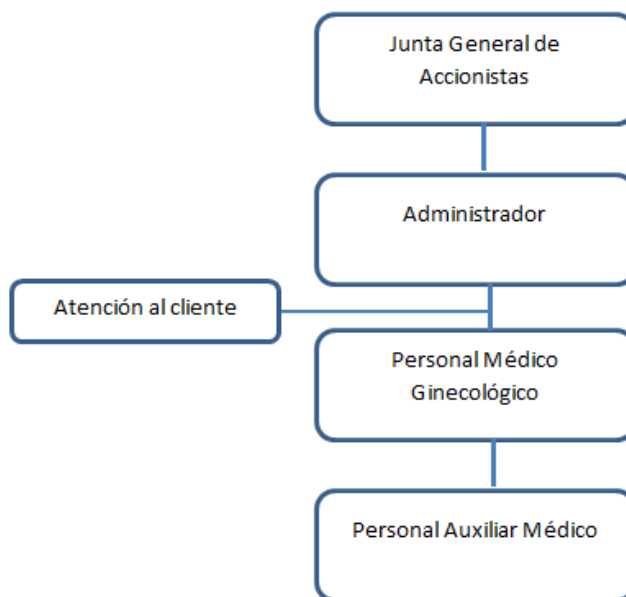 Junta General de
Accionistas
Administrador
Atención al cliente
Personal Médico
Ginecológico
Personal Auxiliar Médico